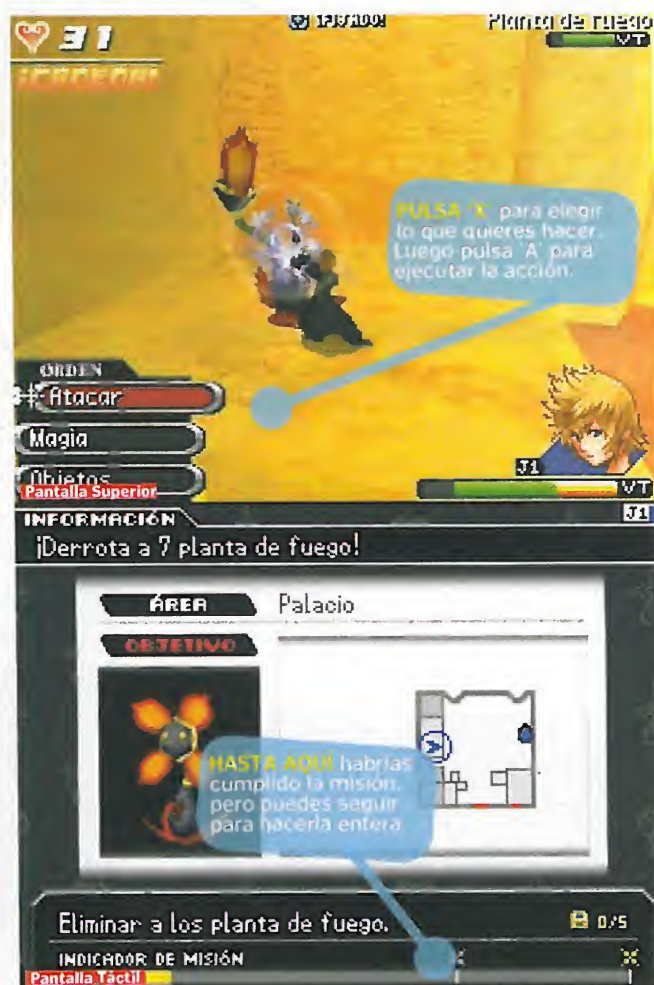 31
¡FIJADO!
Planta de fuego
VT
PULSA 'X' para elegir
lo que quieres hacer.
Luego pulsa 'A' para
ejecutar la acción.
ORDEN
Atacar
Magia
Objetos
Pantalla Superior
J1
VT
INFORMACIÓN
J1
¡Derrota a 7 planta de fuego!
ÁREA Palacio
OBJETIVO
HASTA AQUÍ habrías
cumplido la misión,
pero puedes seguir
para hacerla entera
Eliminar a los planta de fuego. 0/5
INDICADOR DE MISIÓN
Pantalla Táctil